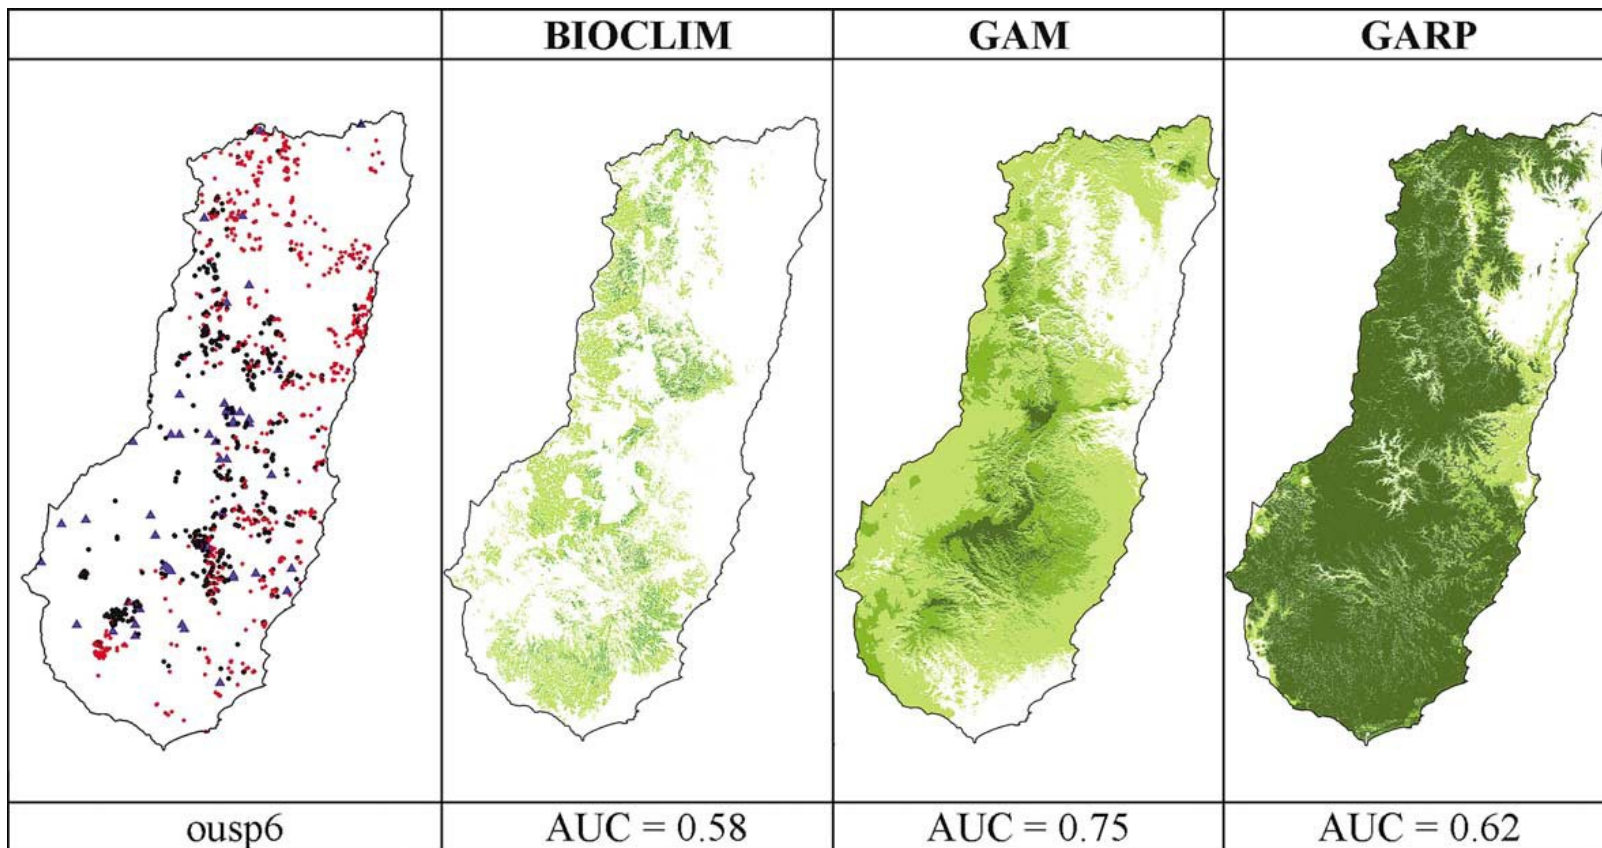 BIOCLIM
GAM
GARP
ousp6
AUC = 0.58
AUC = 0.75
AUC = 0.62